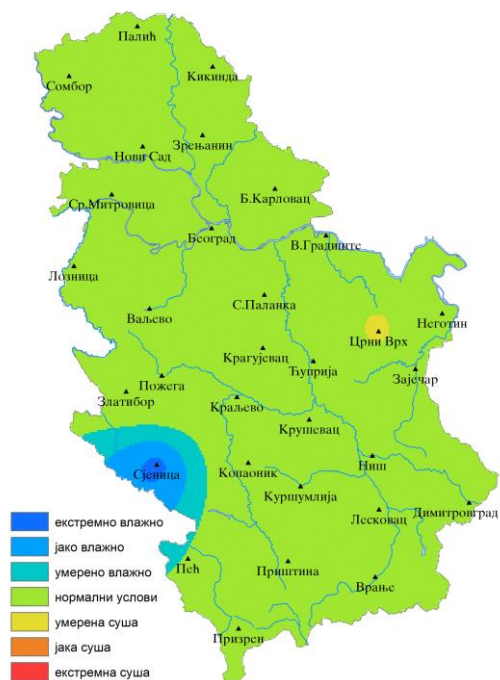 Палић
Кикинда
Сомбор
Зрењанин
Нови Сад
Б.Карловац
Ср.Митровица
Београд
В.Градиште
Лозница
С.Паланка
Ваљево
Неготин
Црни Врх
Крагујевац
Ћуприја
Зајечар
Пожега
Златибор
Краљево
Крушевац
Ниш
Сјеница
Копаоник
Куршумлија
Димитровград
Лесковац
Пећ
Приштина
Врање
Призрен
екстремно влажно
јако влажно
умерено влажно
нормални услови
умерена суша
јака суша
екстремна суша